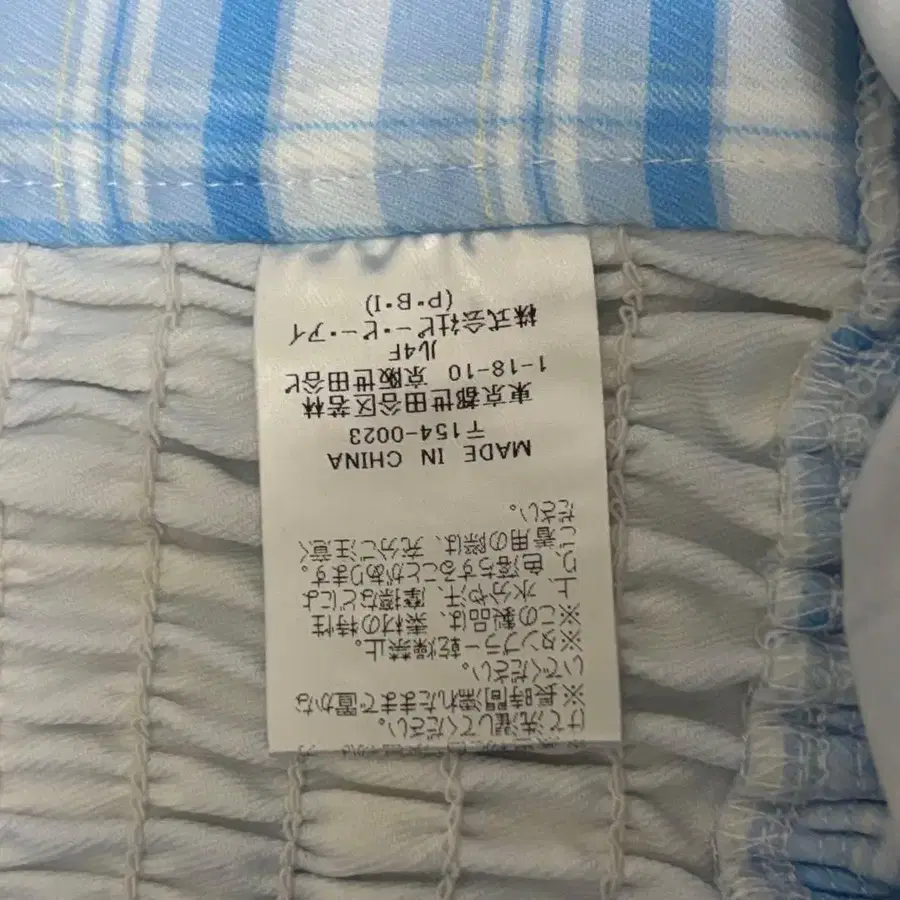 けて洗濯してください。
※長時間濡れたままで置かな
いでください。
※タンブラー乾燥禁止。
※この製品は、素材の特性
上、水分や汗、摩擦などによ
り、色落ちすることがあります。
ご着用の際は、充分ご注意く
ださい。
MADE IN CHINA
〒154-0023
東京都世田谷区若林
1-18-10 京阪世田谷ビ
ル4F
株式会社ピー・ビー・アイ
(P・B・I)